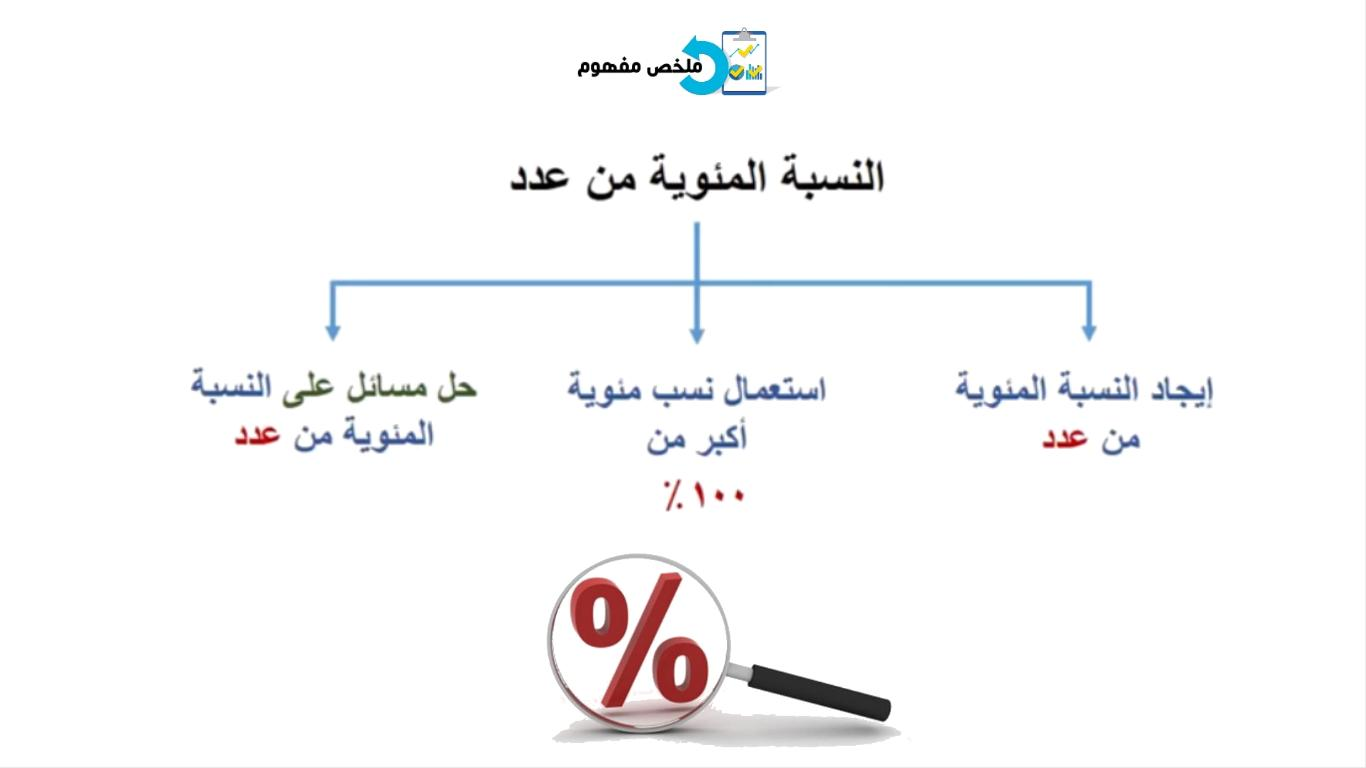 ملخص مفهوم
النسبة المئوية من عدد
إيجاد النسبة المئوية
من عدد
استعمال نسب مئوية
أكبر من
١٠٠ ٪
حل مسائل على النسبة
المئوية من عدد
%